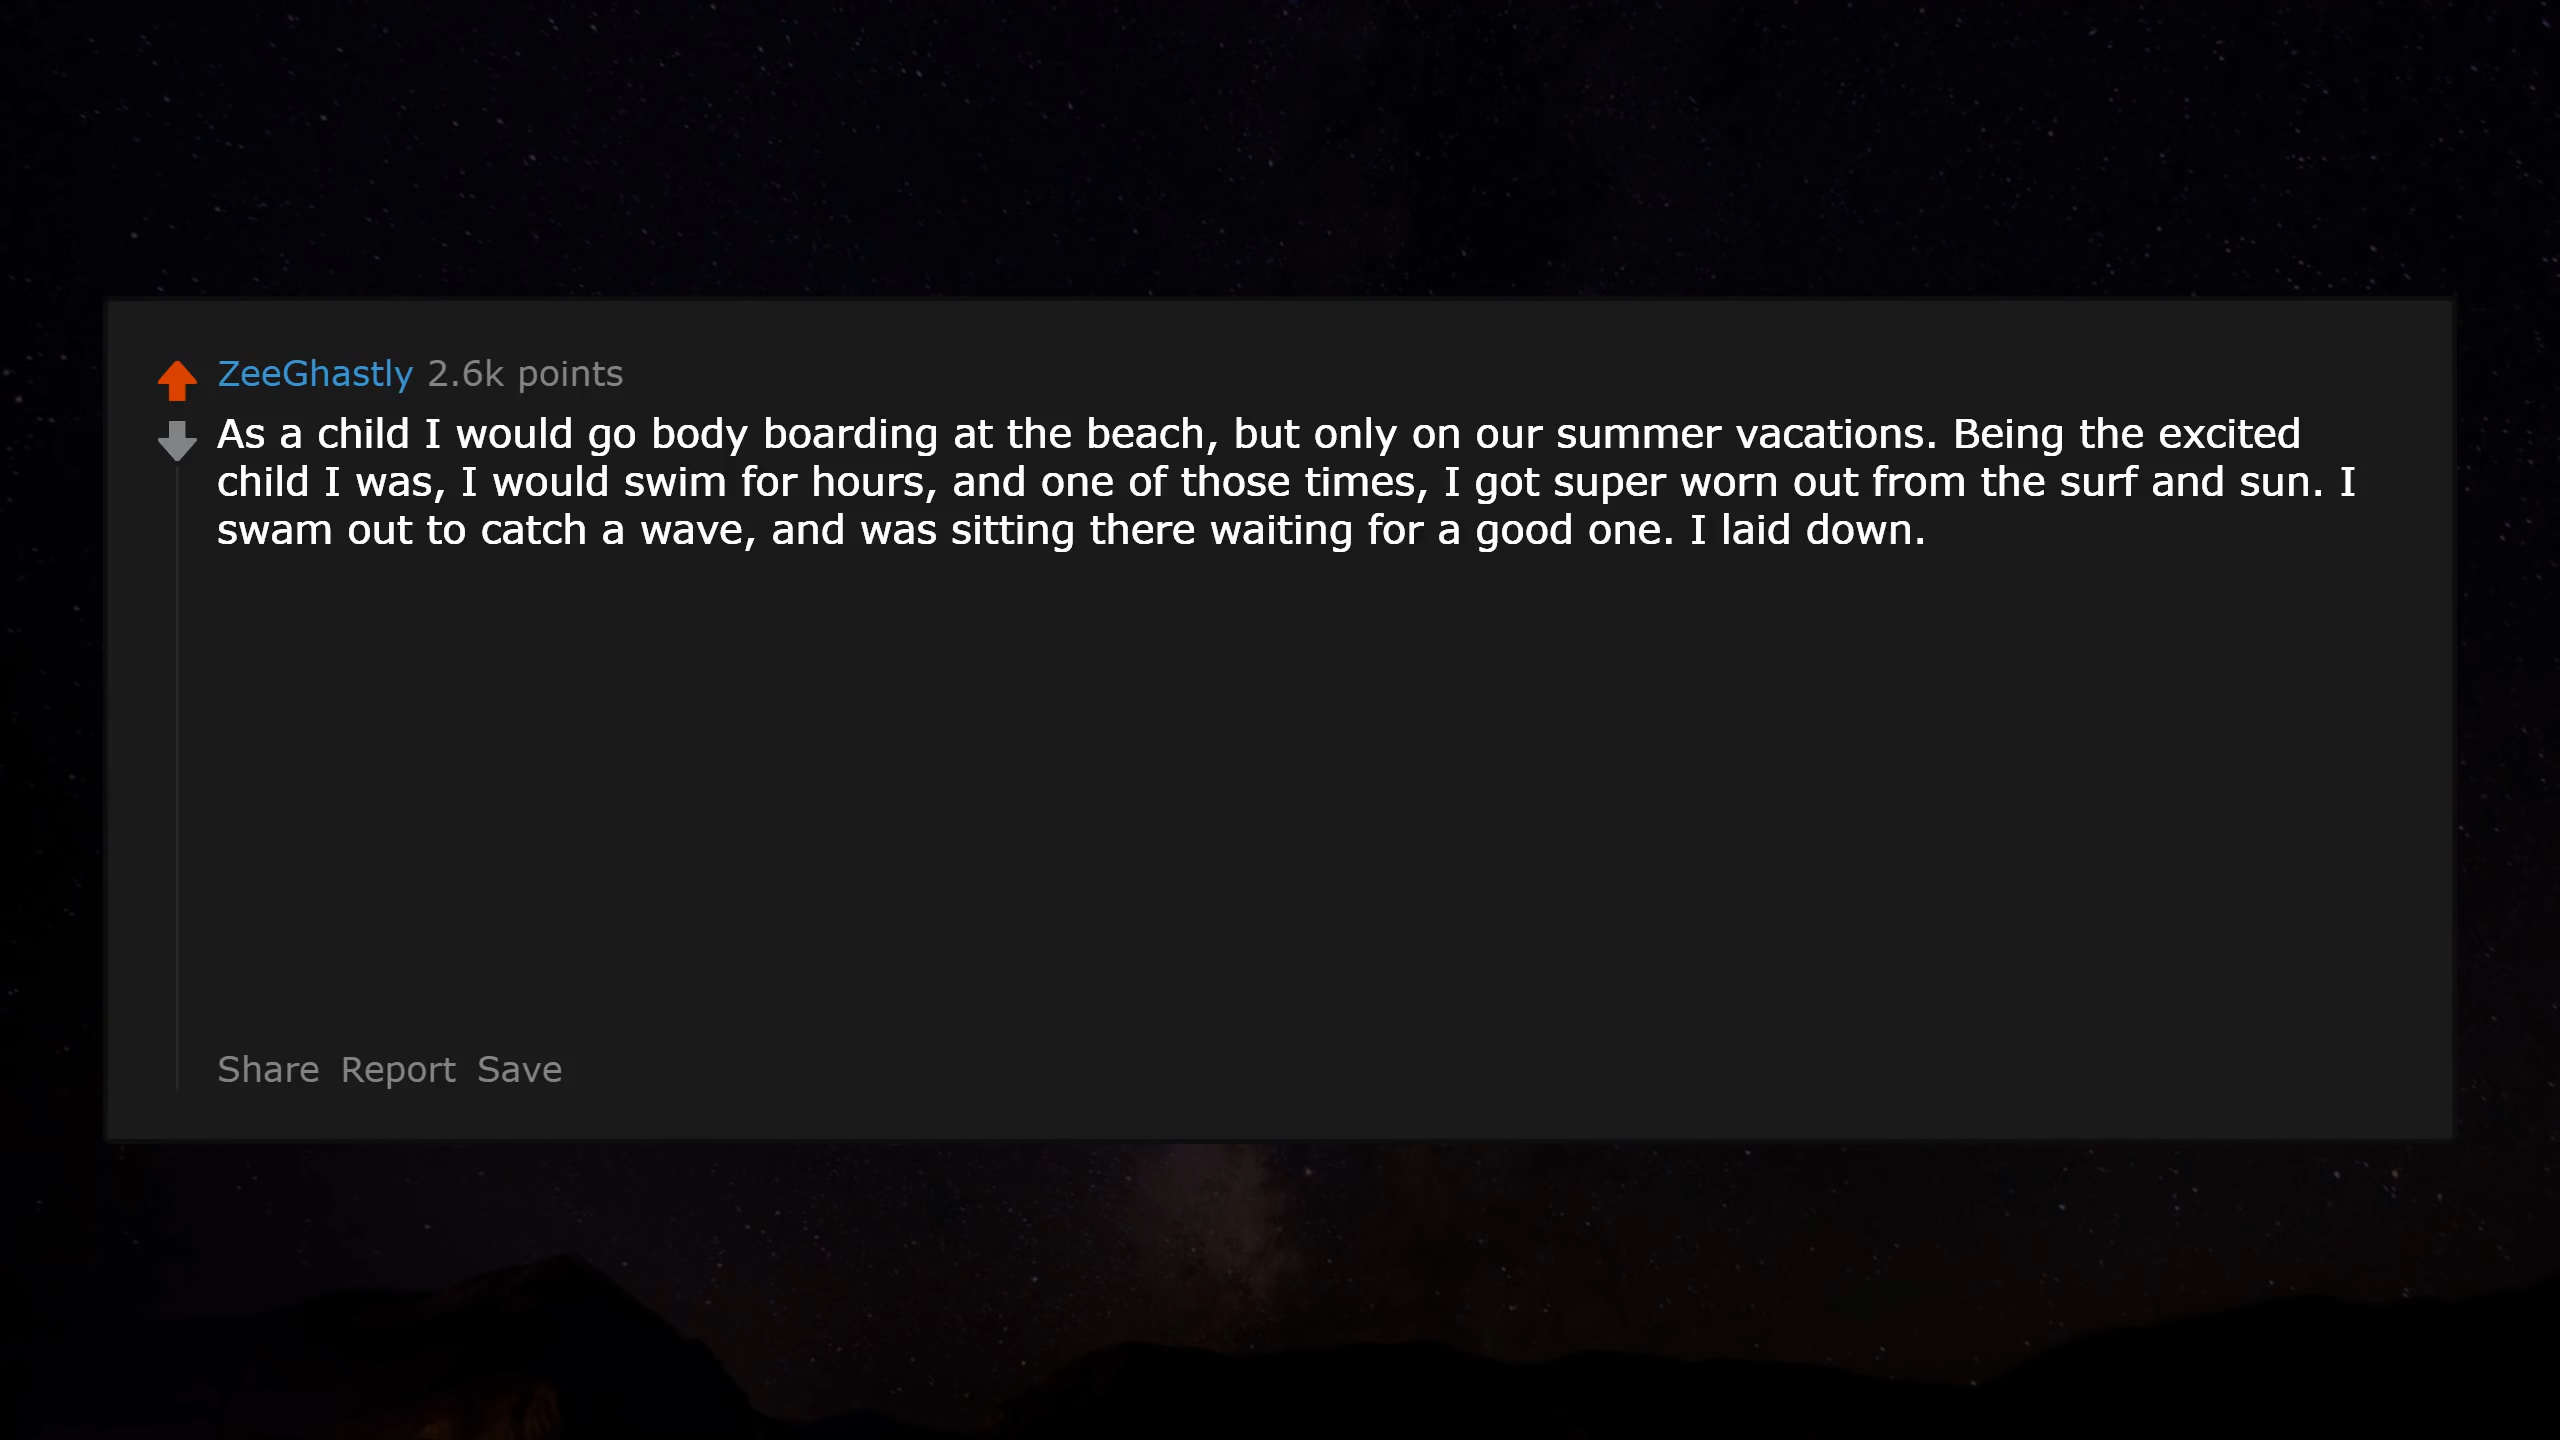 ZeeGhastly 2.6k points
As a child I would go body boarding at the beach, but only on our summer vacations. Being the excited
child I was, I would swim for hours, and one of those times, I got super worn out from the surf and sun. I
swam out to catch a wave, and was sitting there waiting for a good one. I laid down.
Share Report Save